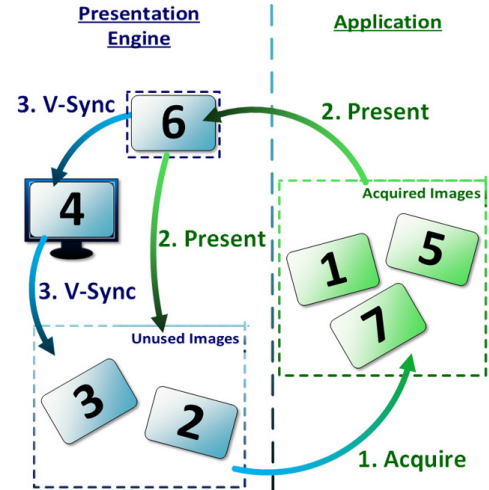 Presentation
Engine
Application
3. V-Sync
6
2. Present
4
Acquired Images
2. Present
1
5
3. V-Sync
7
Unused Images
3
2
1. Acquire